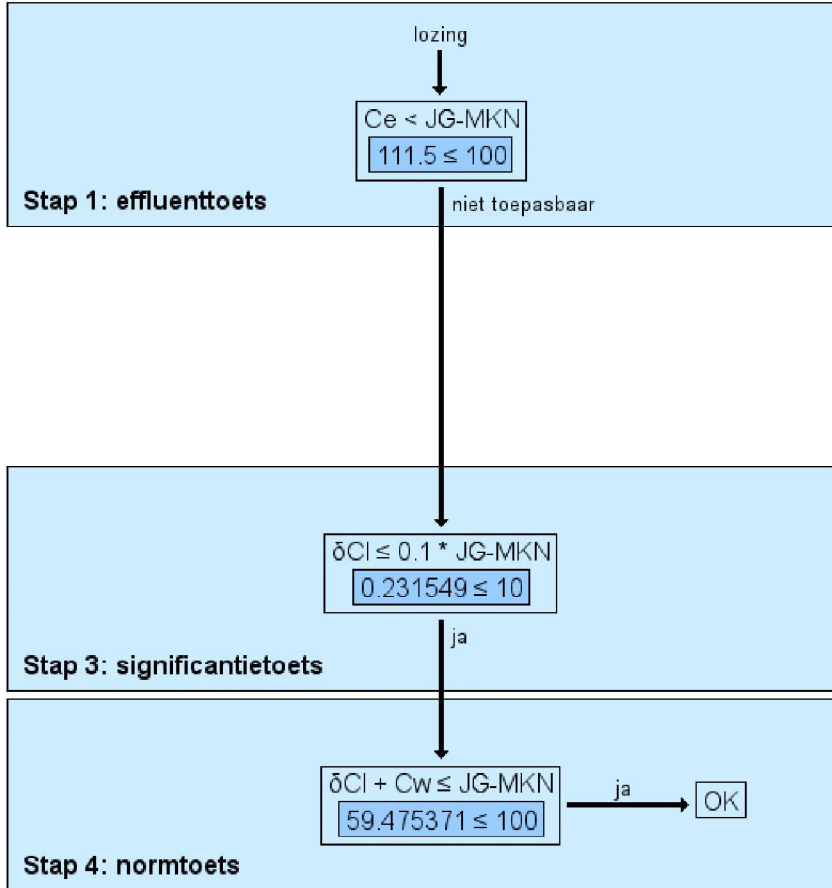 lozing
Ce < JG-MKN
111.5 ≤ 100
Stap 1: effluenttoets
niet toepasbaar
δCl ≤ 0.1 * JG-MKN
0.231549 ≤ 10
ja
Stap 3: significantietoets
δCl + Cw ≤ JG-MKN
59.475371 ≤ 100
ja
OK
Stap 4: normtoets